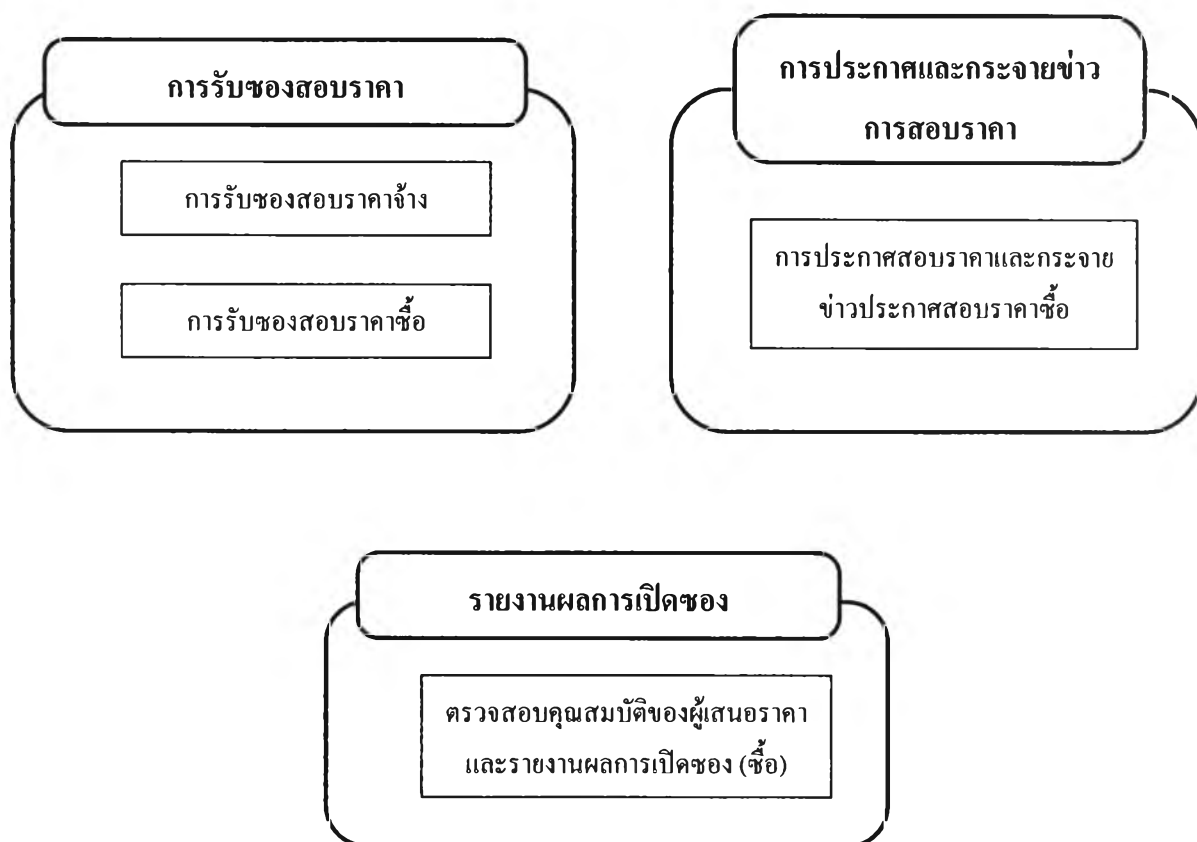 การรับซองสอบราคา
การรับซองสอบราคาจ้าง
การรับซองสอบราคาซื้อ
การประกาศและกระจายข่าว
การสอบราคา
การประกาศสอบราคาและกระจาย
ข่าวประกาศสอบราคาซื้อ
รายงานผลการเปิดซอง
ตรวจสอบคุณสมบัติของผู้เสนอราคา
และรายงานผลการเปิดซอง (ซื้อ)